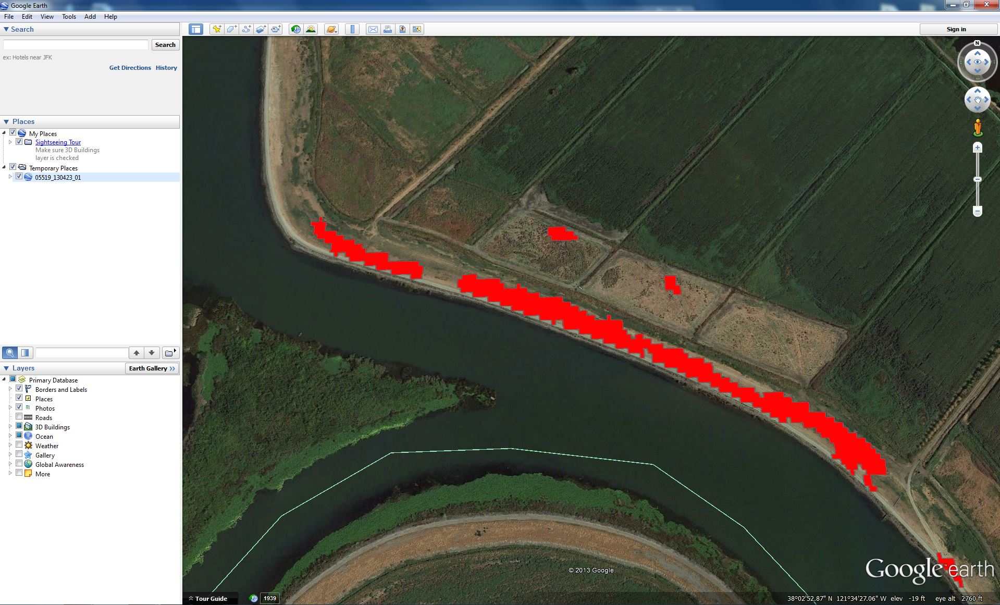 Google Earth
File Edit View Tools Add Help
Search
Search
ex: Hotels near JFK
Get Directions History
Places
My Places
Sightseeing Tour
Make sure 3D Buildings
layer is checked
Temporary Places
05519_130423_01
Layers
Earth Gallery >>
Primary Database
Borders and Labels
Places
Photos
Roads
3D Buildings
Ocean
Weather
Gallery
Global Awareness
More
Sign in
N
© 2013 Google
Google earth
Tour Guide
1939
38°02'52.87" N 121°34'27.06" W elev -19 ft eye alt 2760 ft